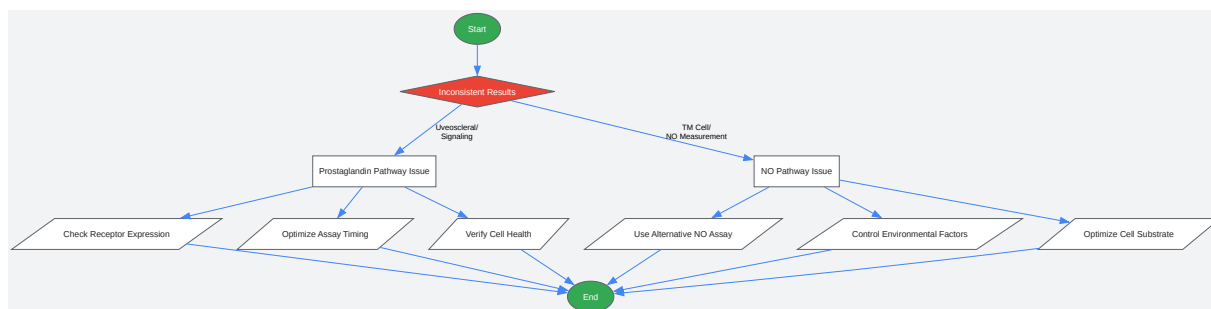 Start
Inconsistent Results
Uveoscleral/
Signaling
TM Cell/
NO Measurement
Prostaglandin Pathway Issue
NO Pathway Issue
Check Receptor Expression
Optimize Assay Timing
Verify Cell Health
Use Alternative NO Assay
Control Environmental Factors
Optimize Cell Substrate
End